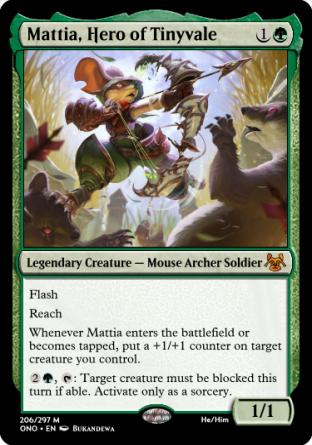 Mattia, Hero of Tinyvale 1
Legendary Creature — Mouse Archer Soldier
Flash
Reach
Whenever Mattia enters the battlefield or
becomes tapped, put a +1/+1 counter on target
creature you control.
2, : Target creature must be blocked this
turn if able. Activate only as a sorcery.
1/1
206/297 M He/Him
ONO • EN BUKANDEWA